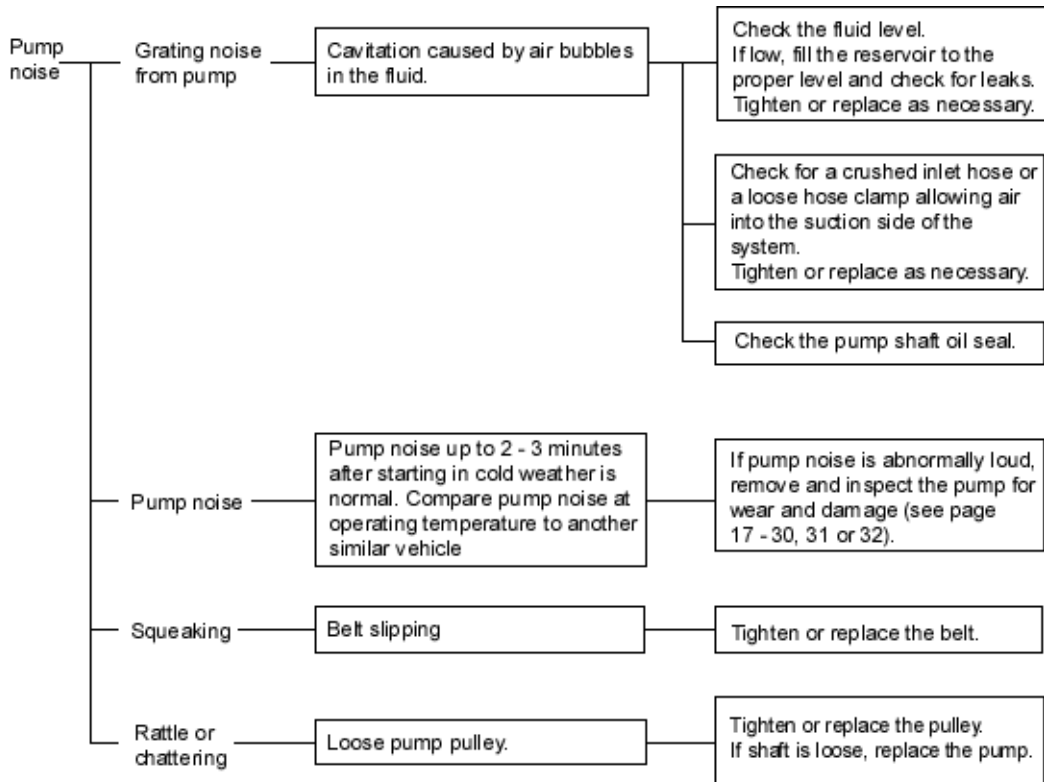 Pump
noise
Grating noise
from pump
Cavitation caused by air bubbles
in the fluid.
Check the fluid level.
If low, fill the reservoir to the
proper level and check for leaks.
Tighten or replace as necessary.
Check for a crushed inlet hose or
a loose hose clamp allowing air
into the suction side of the
system.
Tighten or replace as necessary.
Check the pump shaft oil seal.
Pump noise
Pump noise up to 2 - 3 minutes
after starting in cold weather is
normal. Compare pump noise at
operating temperature to another
similar vehicle
If pump noise is abnormally loud,
remove and inspect the pump for
wear and damage (see page
17 - 30, 31 or 32).
Squeaking
Belt slipping
Tighten or replace the belt.
Rattle or
chattering
Loose pump pulley.
Tighten or replace the pulley.
If shaft is loose, replace the pump.